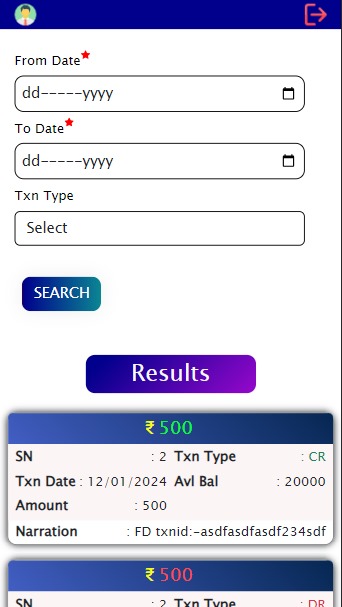 From Date*
dd-----yyyy
To Date*
dd-----yyyy
Txn Type
Select
SEARCH
Results
₹ 500
SN : 2 Txn Type : CR
Txn Date : 12/01/2024 Avl Bal : 20000
Amount : 500
Narration : FD txnid:-asdfasdfasdf234sdf
₹ 500
SN : 2 Txn Type : DR